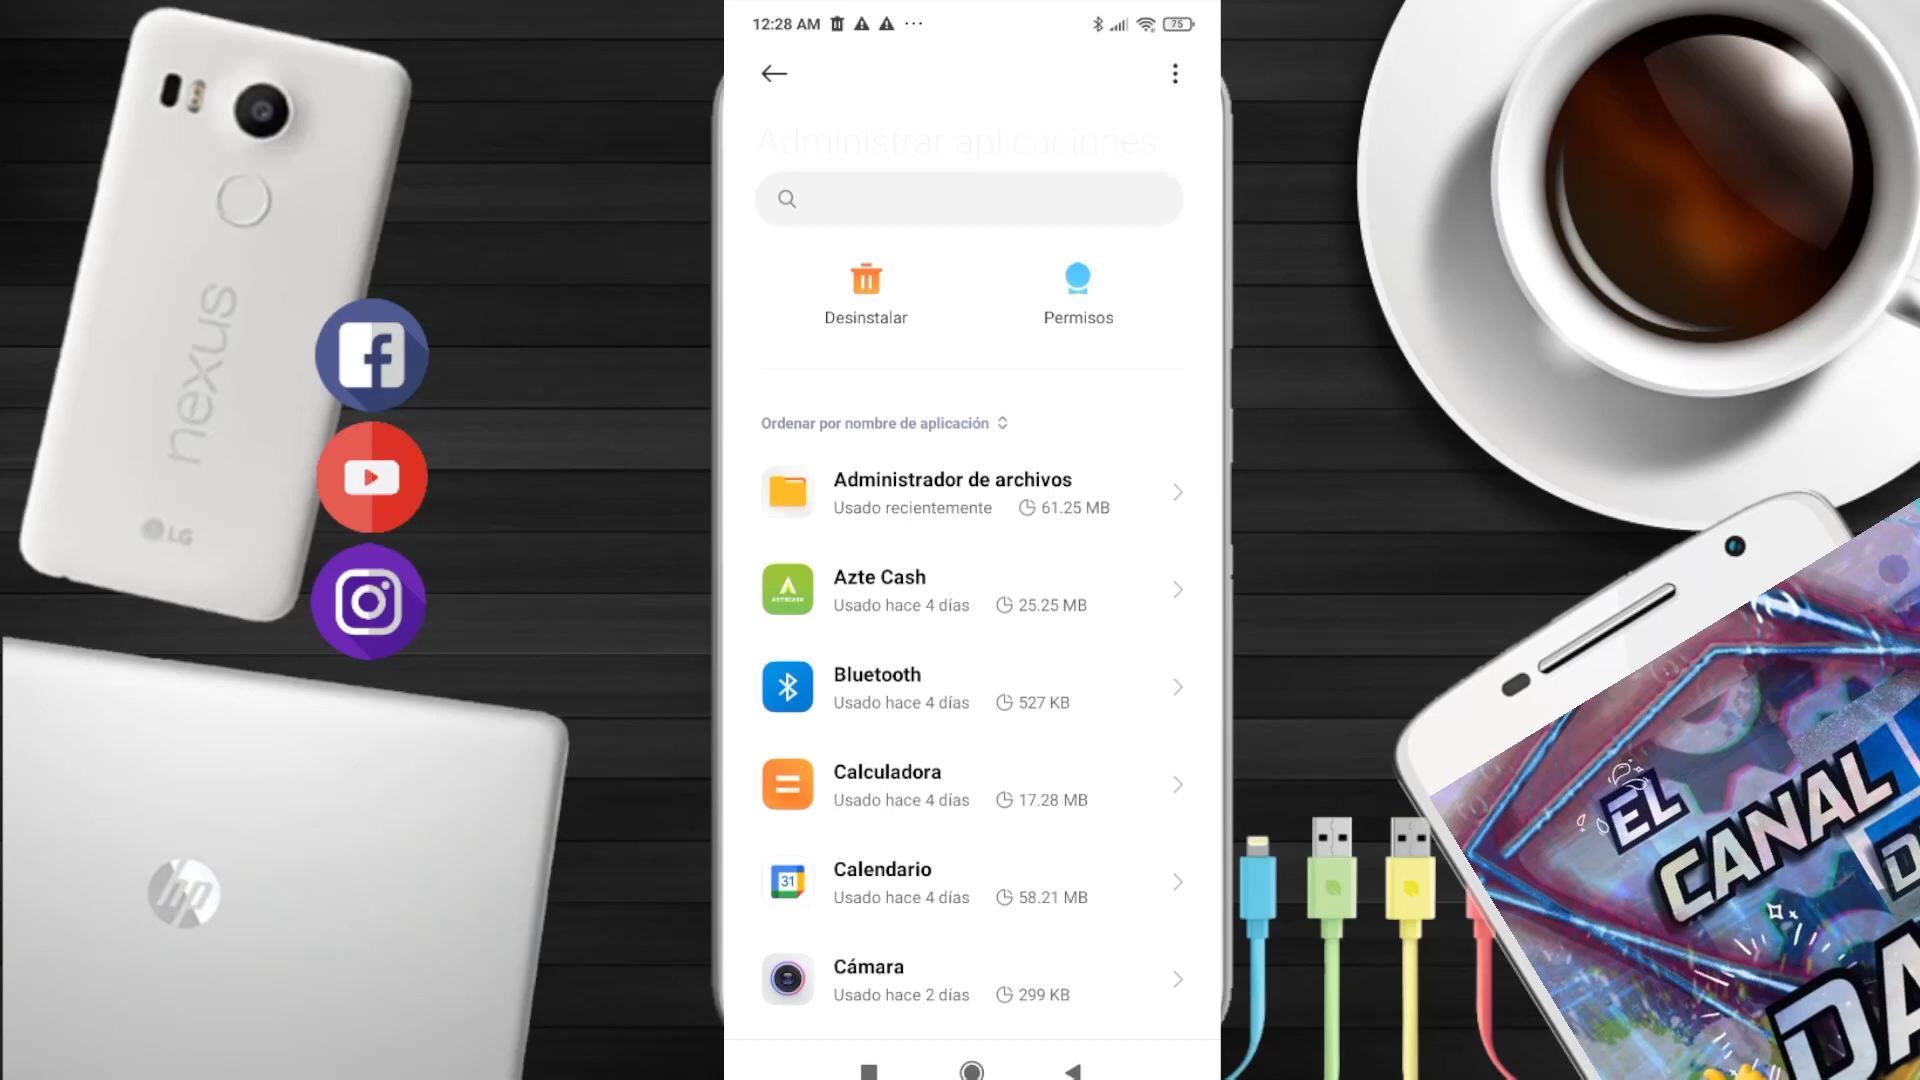 12:28 AM
75
Administrar aplicaciones
Desinstalar
Permisos
Ordenar por nombre de aplicación
Administrador de archivos
Usado recientemente 61.25 MB
AZTECASH
Azte Cash
Usado hace 4 días 25.25 MB
Bluetooth
Usado hace 4 días 527 KB
Calculadora
Usado hace 4 días 17.28 MB
31
Calendario
Usado hace 4 días 58.21 MB
Cámara
Usado hace 2 días 299 KB
nexus
LG
hp
EL
CANAL
D
DA